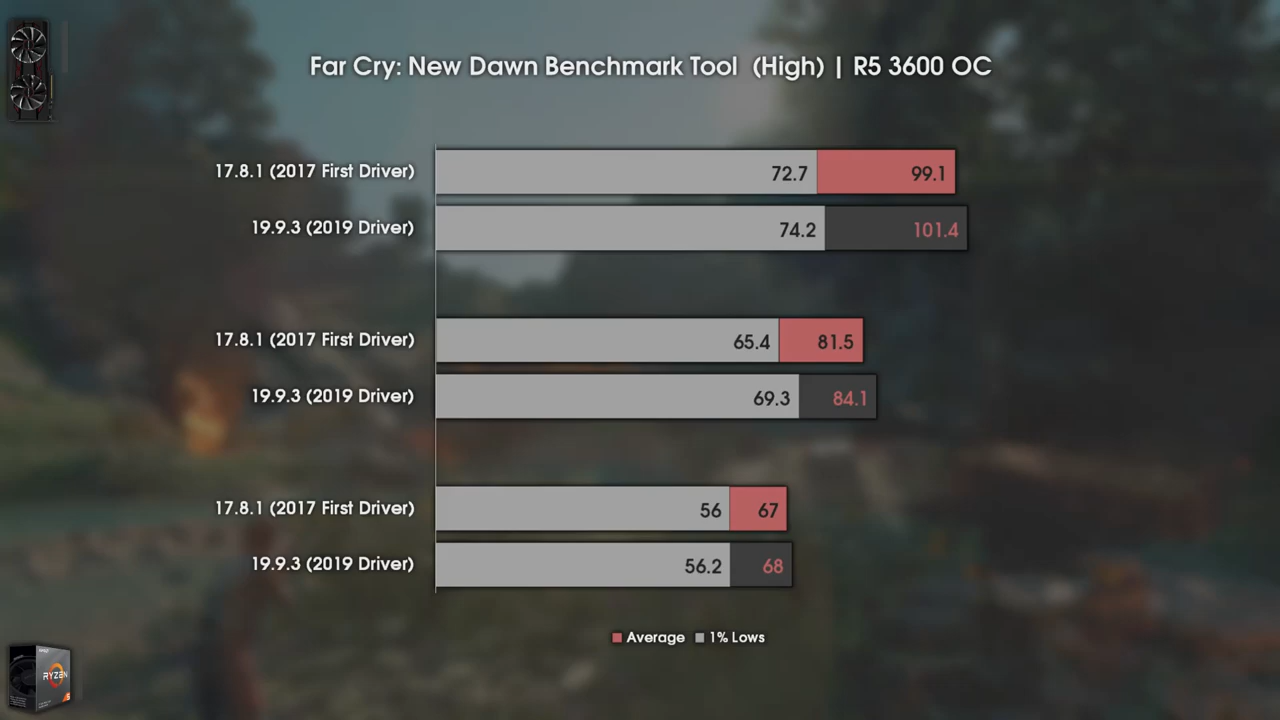 Far Cry: New Dawn Benchmark Tool (High) | R5 3600 OC
17.8.1 (2017 First Driver) 72.7 99.1
19.9.3 (2019 Driver) 74.2 101.4
17.8.1 (2017 First Driver) 65.4 81.5
19.9.3 (2019 Driver) 69.3 84.1
17.8.1 (2017 First Driver) 56 67
19.9.3 (2019 Driver) 56.2 68
Average 1% Lows
RYZEN
5